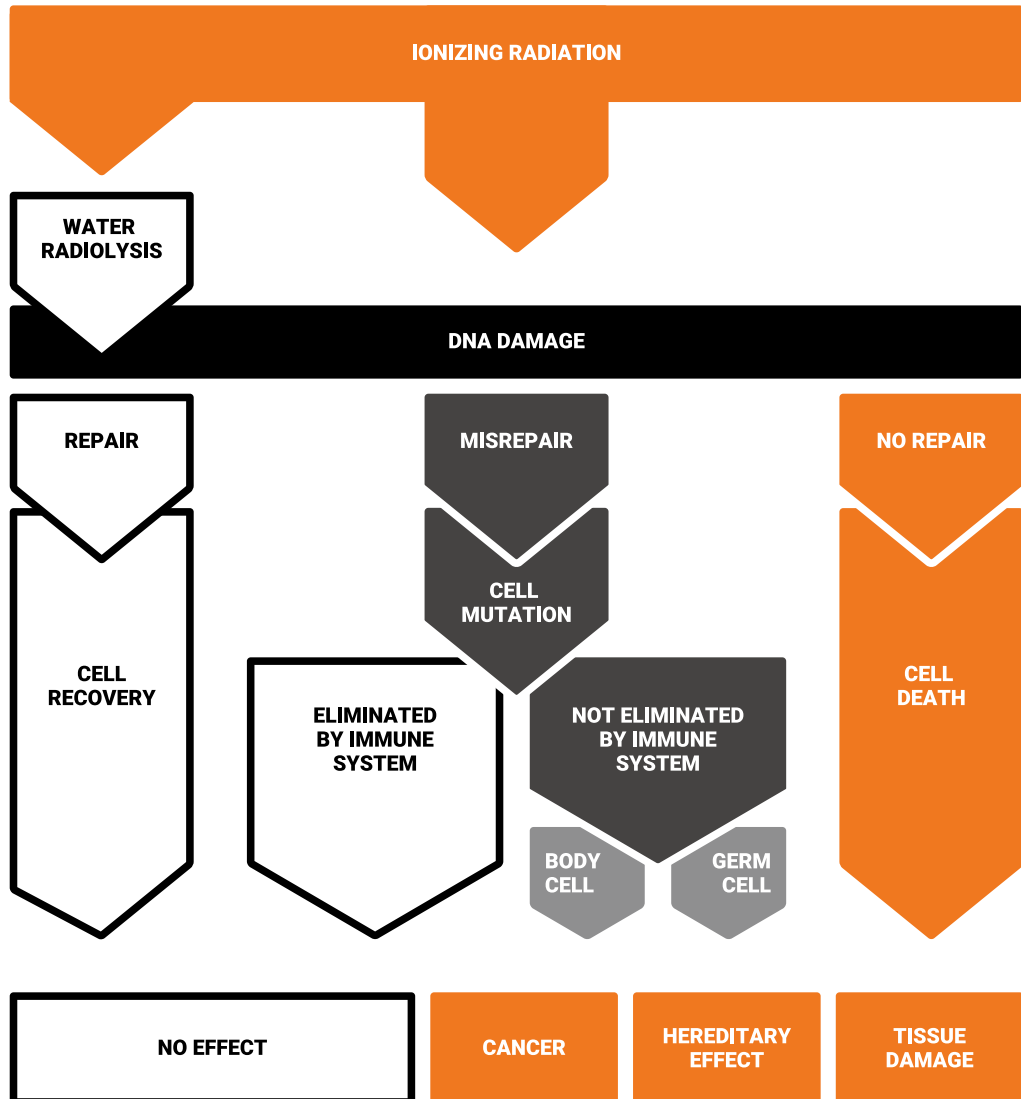 IONIZING RADIATION
WATER
RADIOLYSIS
DNA DAMAGE
REPAIR
MISREPAIR
NO REPAIR
CELL
MUTATION
CELL
RECOVERY
CELL
DEATH
ELIMINATED
BY IMMUNE
SYSTEM
NOT ELIMINATED
BY IMMUNE
SYSTEM
BODY
CELL
GERM
CELL
NO EFFECT
CANCER
HEREDITARY
EFFECT
TISSUE
DAMAGE